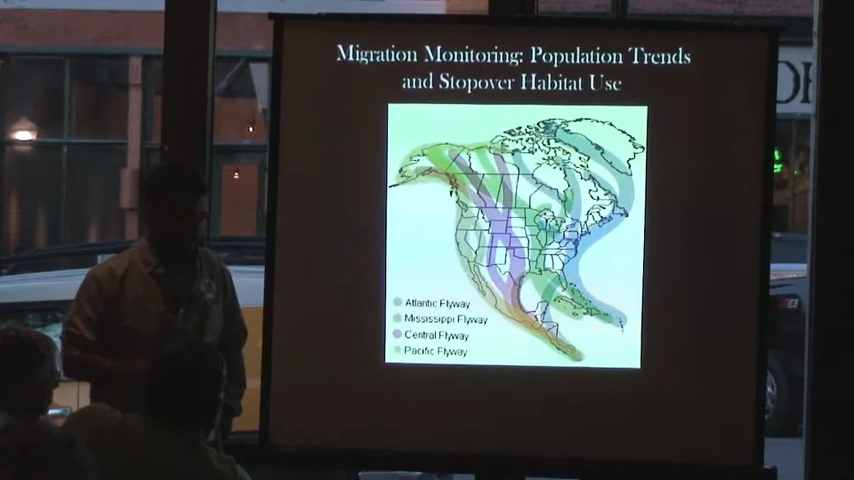 Migration Monitoring: Population Trends
and Stopover Habitat Use
Atlantic Flyway
Mississippi Flyway
Central Flyway
Pacific Flyway